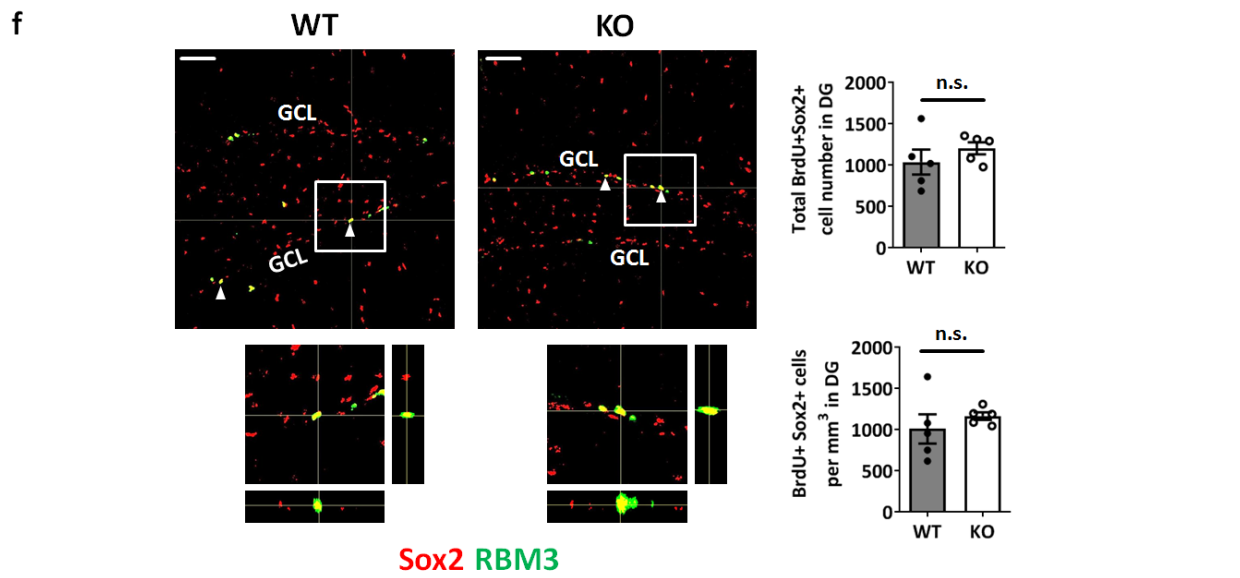 f
WT
KO
GCL
GCL
GCL
GCL
Sox2 RBM3
n.s.
2000
1500
1000
500
0
Total BrdU+Sox2+
cell number in DG
WT KO
n.s.
2000
1500
1000
500
0
BrdU+ Sox2+ cells
per mm³ in DG
WT KO